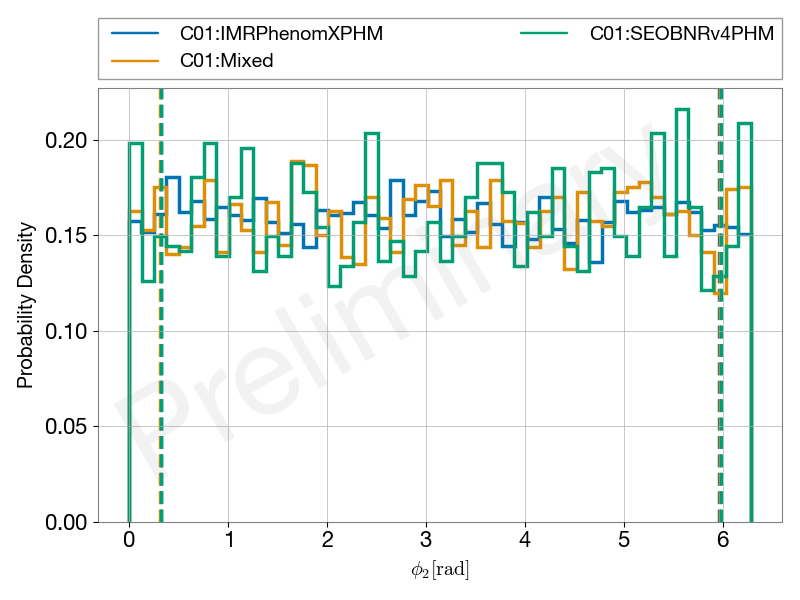 C01:IMRPhenomXPHM
C01:Mixed
C01:SEOBNRv4PHM
Probability Density
0.20
0.15
0.10
0.05
0.00
Preliminary
0 1 2 3 4 5 6
ϕ₂[rad]